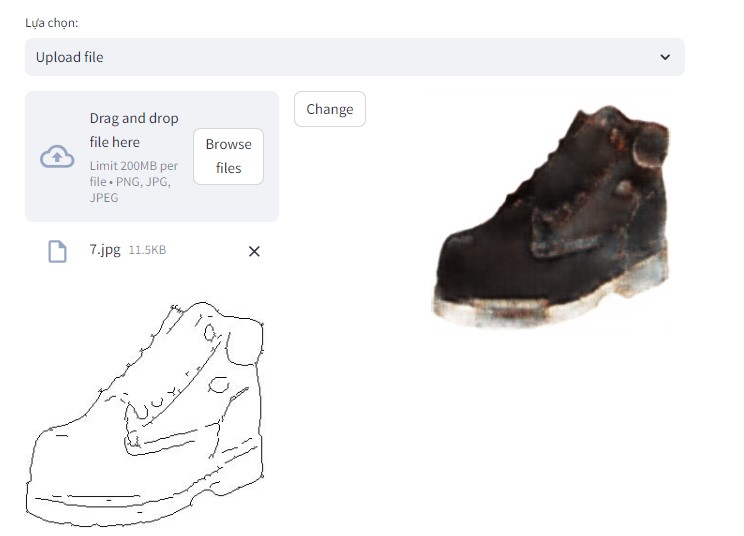 Lựa chọn:
Upload file
Drag and drop
file here
Limit 200MB per
file • PNG, JPG,
JPEG
Browse
files
Change
7.jpg 11.5KB